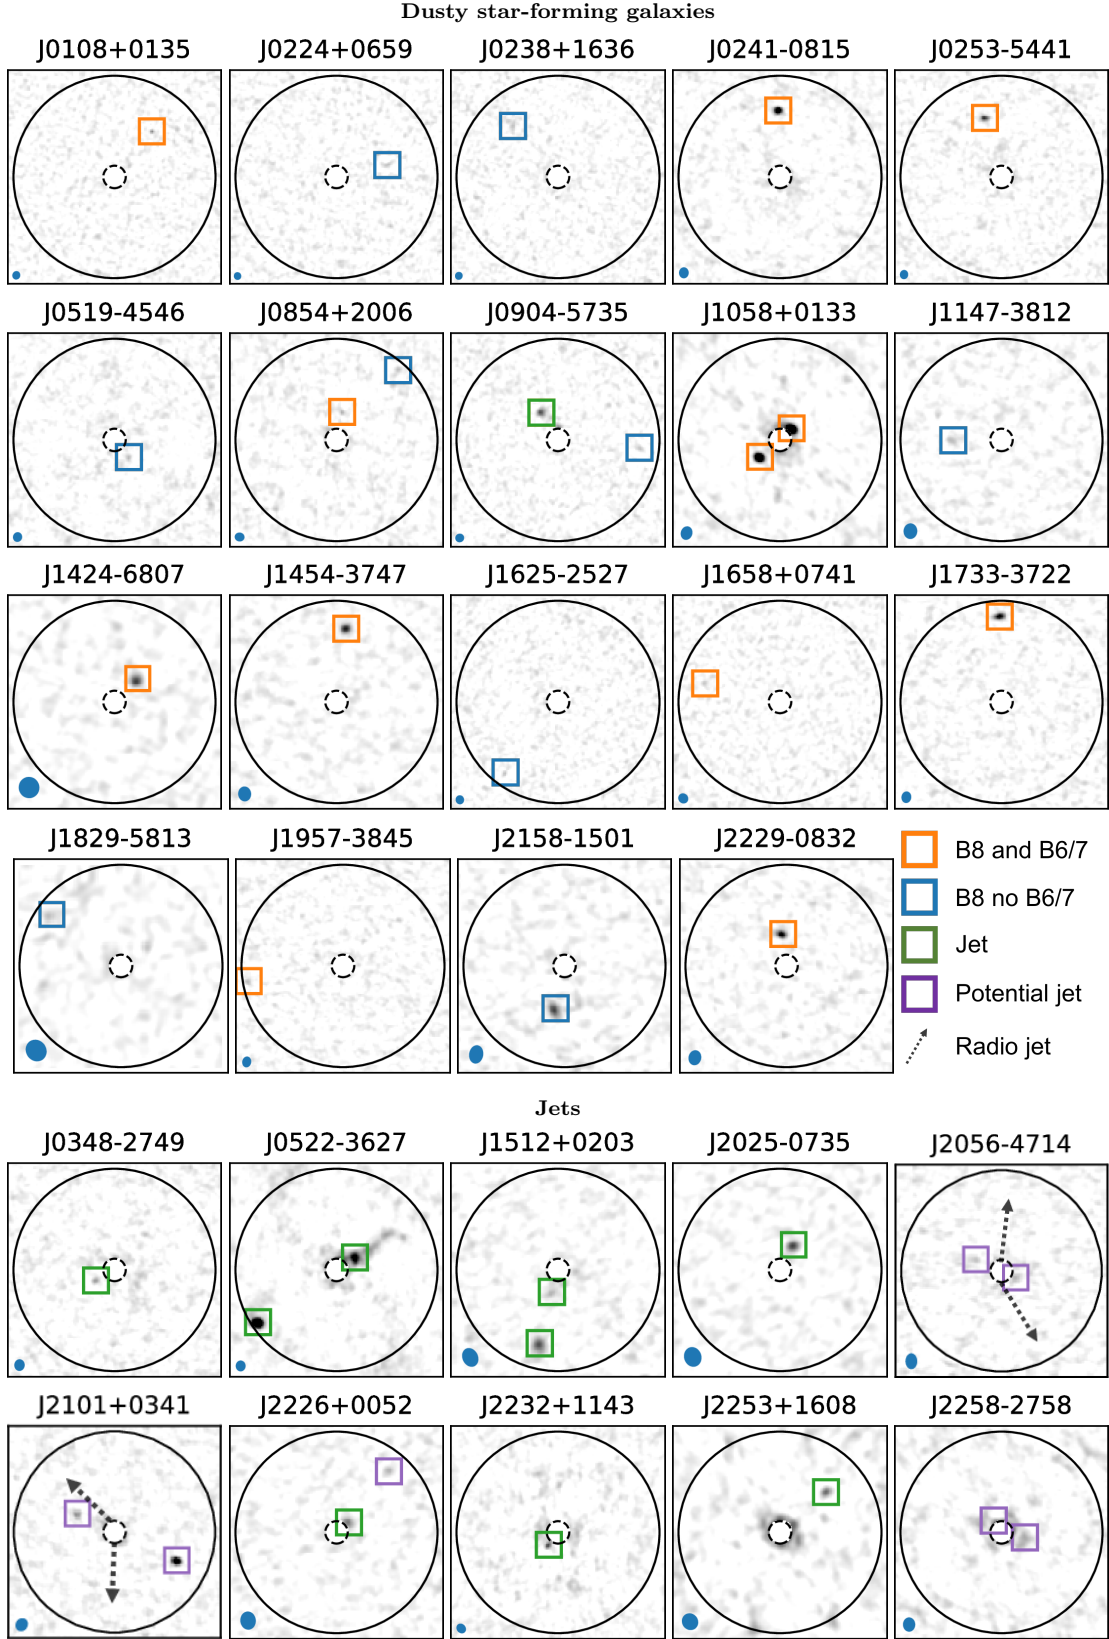 Dusty star-forming galaxies
J0108+0135 J0224+0659 J0238+1636 J0241-0815 J0253-5441
J0519-4546 J0854+2006 J0904-5735 J1058+0133 J1147-3812
J1424-6807 J1454-3747 J1625-2527 J1658+0741 J1733-3722
J1829-5813 J1957-3845 J2158-1501 J2229-0832
B8 and B6/7
B8 no B6/7
Jet
Potential jet
Radio jet
Jets
J0348-2749 J0522-3627 J1512+0203 J2025-0735 J2056-4714
J2101+0341 J2226+0052 J2232+1143 J2253+1608 J2258-2758